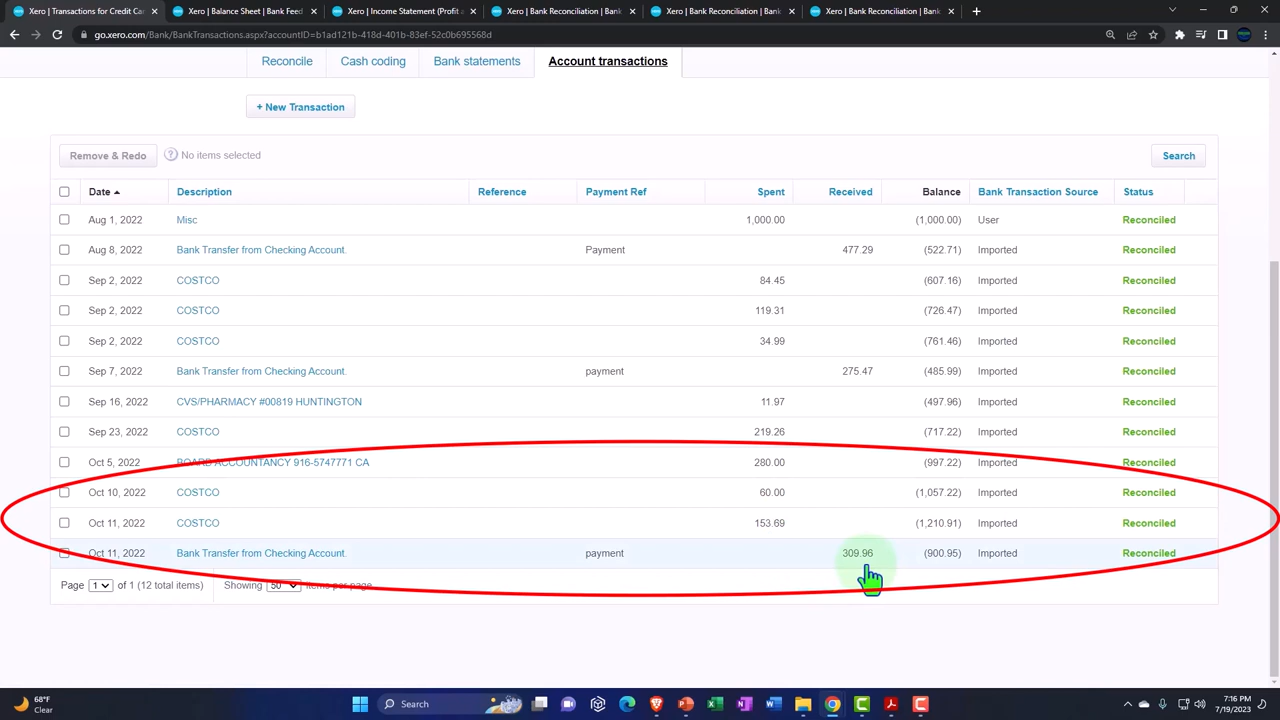 Xero | Transactions for Credit Car
Xero | Balance Sheet | Bank Feed
Xero | Income Statement (Profit a
Xero | Bank Reconciliation | Bank
Xero | Bank Reconciliation | Bank
Xero | Bank Reconciliation | Bank
go.xero.com/Bank/BankTransactions.aspx?accountID=b1ad121b-418d-401b-83ef-52c0b695568d
Reconcile Cash coding Bank statements Account transactions
+ New Transaction
Remove & Redo ? No items selected Search
Date Description Reference Payment Ref Spent Received Balance Bank Transaction Source Status
Aug 1, 2022 Misc 1,000.00 (1,000.00) User Reconciled
Aug 8, 2022 Bank Transfer from Checking Account. Payment 477.29 (522.71) Imported Reconciled
Sep 2, 2022 COSTCO 84.45 (607.16) Imported Reconciled
Sep 2, 2022 COSTCO 119.31 (726.47) Imported Reconciled
Sep 2, 2022 COSTCO 34.99 (761.46) Imported Reconciled
Sep 7, 2022 Bank Transfer from Checking Account. payment 275.47 (485.99) Imported Reconciled
Sep 16, 2022 CVS/PHARMACY #00819 HUNTINGTON 11.97 (497.96) Imported Reconciled
Sep 23, 2022 COSTCO 219.26 (717.22) Imported Reconciled
Oct 5, 2022 BOARD ACCOUNTANCY 916-5747771 CA 280.00 (997.22) Imported Reconciled
Oct 10, 2022 COSTCO 60.00 (1,057.22) Imported Reconciled
Oct 11, 2022 COSTCO 153.69 (1,210.91) Imported Reconciled
Oct 11, 2022 Bank Transfer from Checking Account. payment 309.96 (900.95) Imported Reconciled
Page 1 of 1 (12 total items) Showing 50 items per page
68°F
Clear
Search
7:16 PM
7/19/2023